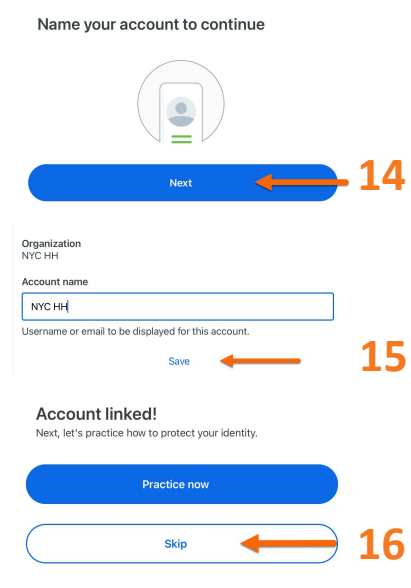 Name your account to continue
Next
14
Organization
NYC HH
Account name
NYC HH
Username or email to be displayed for this account.
Save
15
Account linked!
Next, let's practice how to protect your identity.
Practice now
Skip
16